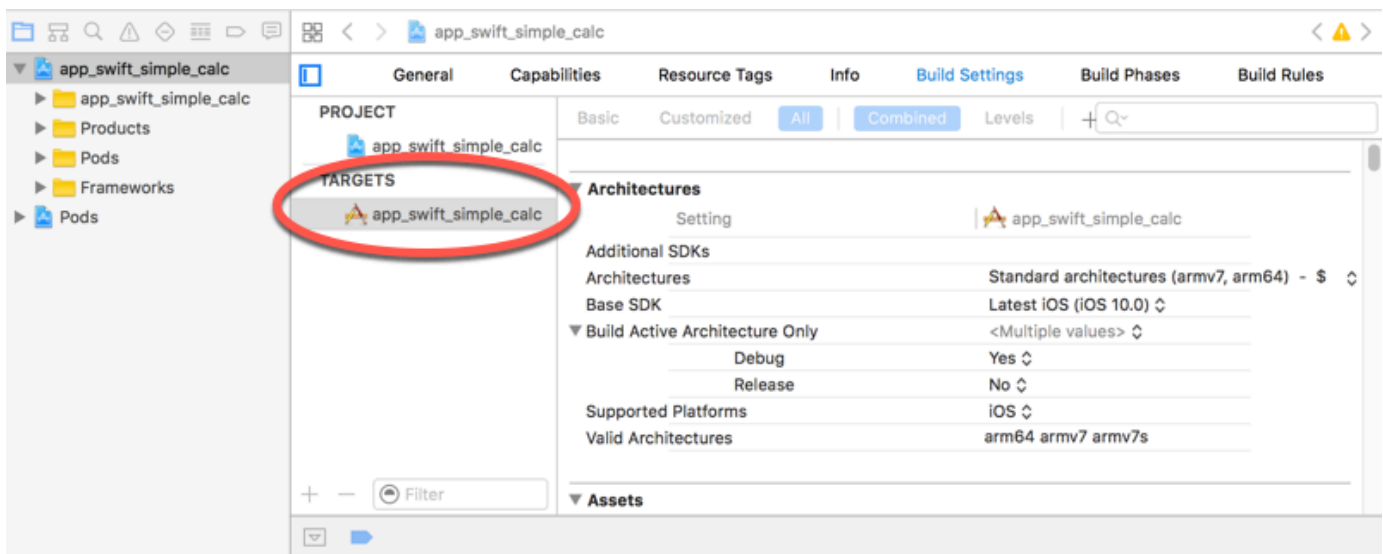 app_swift_simple_calc
app_swift_simple_calc
app_swift_simple_calc
Products
Pods
Frameworks
Pods
General Capabilities Resource Tags Info Build Settings Build Phases Build Rules
PROJECT
app_swift_simple_calc
TARGETS
app_swift_simple_calc
Filter
Basic Customized All Combined Levels
Architectures
Setting app_swift_simple_calc
Additional SDKs
Architectures Standard architectures (armv7, arm64) - $
Base SDK Latest iOS (iOS 10.0)
Build Active Architecture Only <Multiple values>
Debug Yes
Release No
Supported Platforms iOS
Valid Architectures arm64 armv7 armv7s
Assets